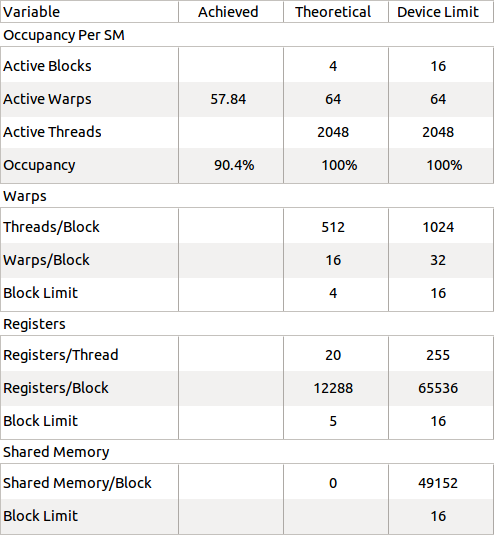 Variable Achieved Theoretical Device Limit
Occupancy Per SM
Active Blocks 4 16
Active Warps 57.84 64 64
Active Threads 2048 2048
Occupancy 90.4% 100% 100%
Warps
Threads/Block 512 1024
Warps/Block 16 32
Block Limit 4 16
Registers
Registers/Thread 20 255
Registers/Block 12288 65536
Block Limit 5 16
Shared Memory
Shared Memory/Block 0 49152
Block Limit 16